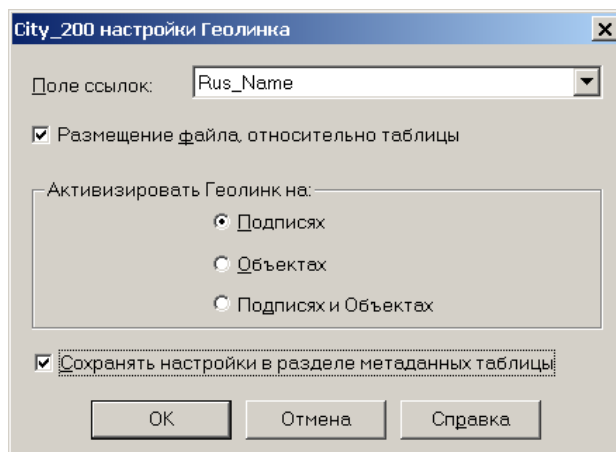 City_200 настройки Геолинка
Поле ссылок: Rus_Name
Размещение файла, относительно таблицы
Активизировать Геолинк на:
Подписях
Объектах
Подписях и Объектах
Сохранять настройки в разделе метаданных таблицы
ОК Отмена Справка